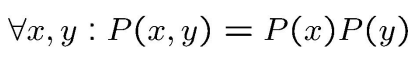 ∀x, y : P(x, y) = P(x)P(y)